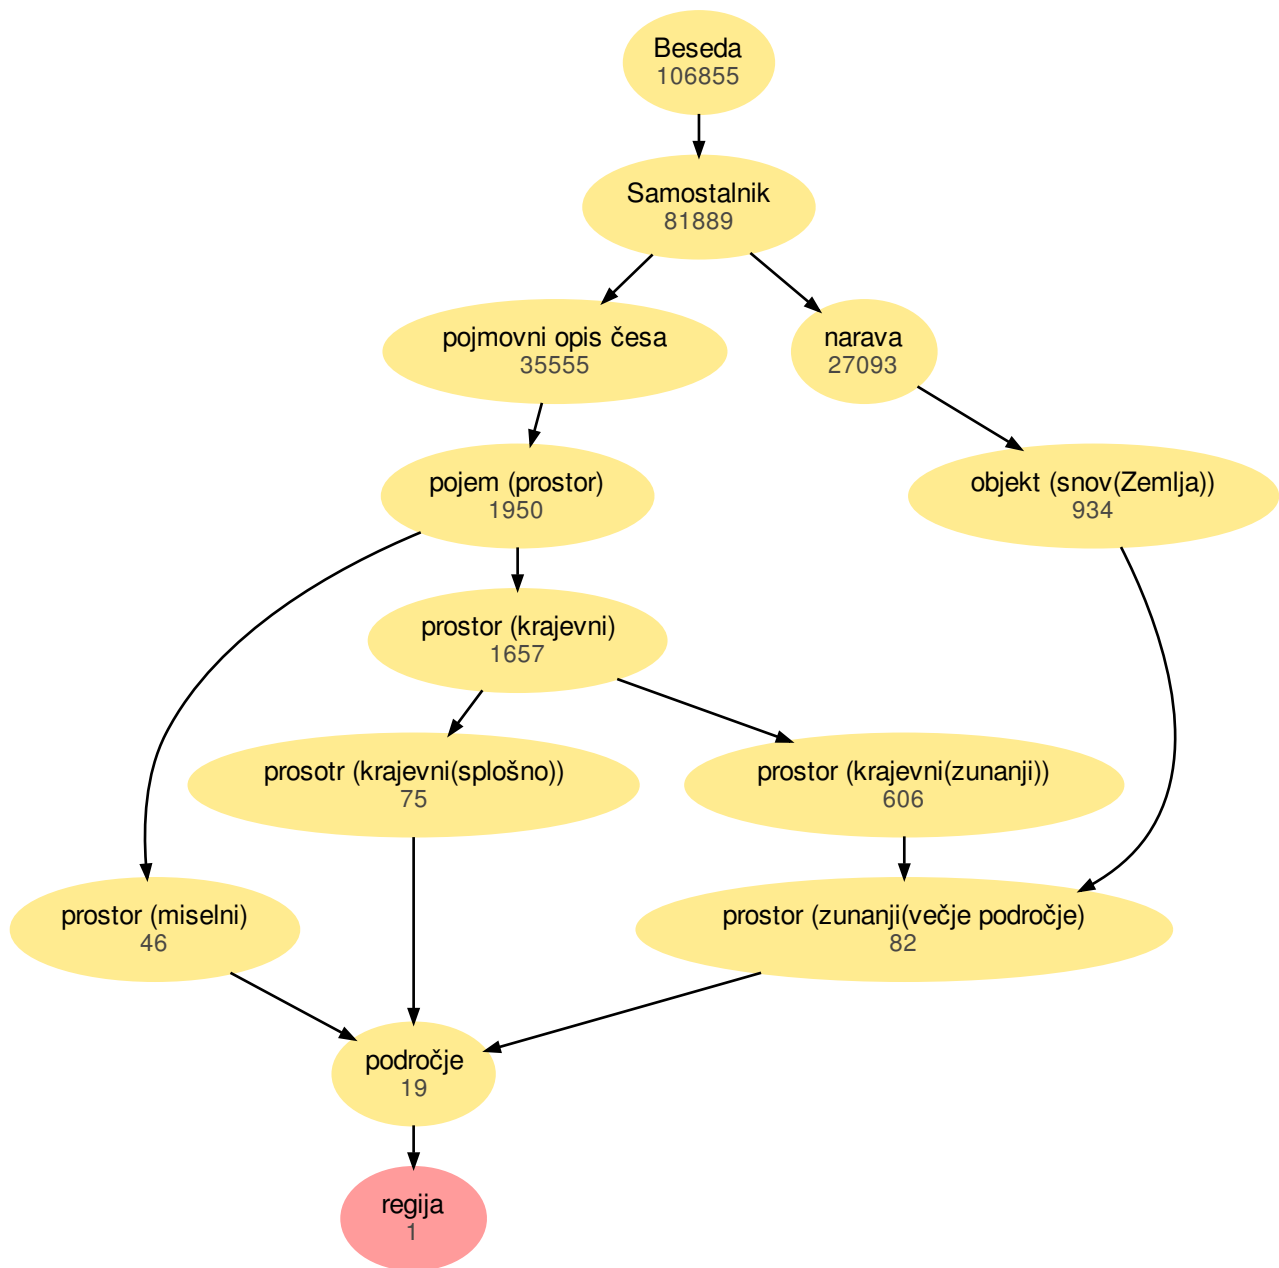 Beseda
106855
Samostalnik
81889
pojmovni opis česa
35555
narava
27093
pojem (prostor)
1950
objekt (snov(Zemlja))
934
prostor (krajevni)
1657
prosotr (krajevni(splošno))
75
prostor (krajevni(zunanji))
606
prostor (miselni)
46
prostor (zunanji(večje področje)
82
področje
19
regija
1